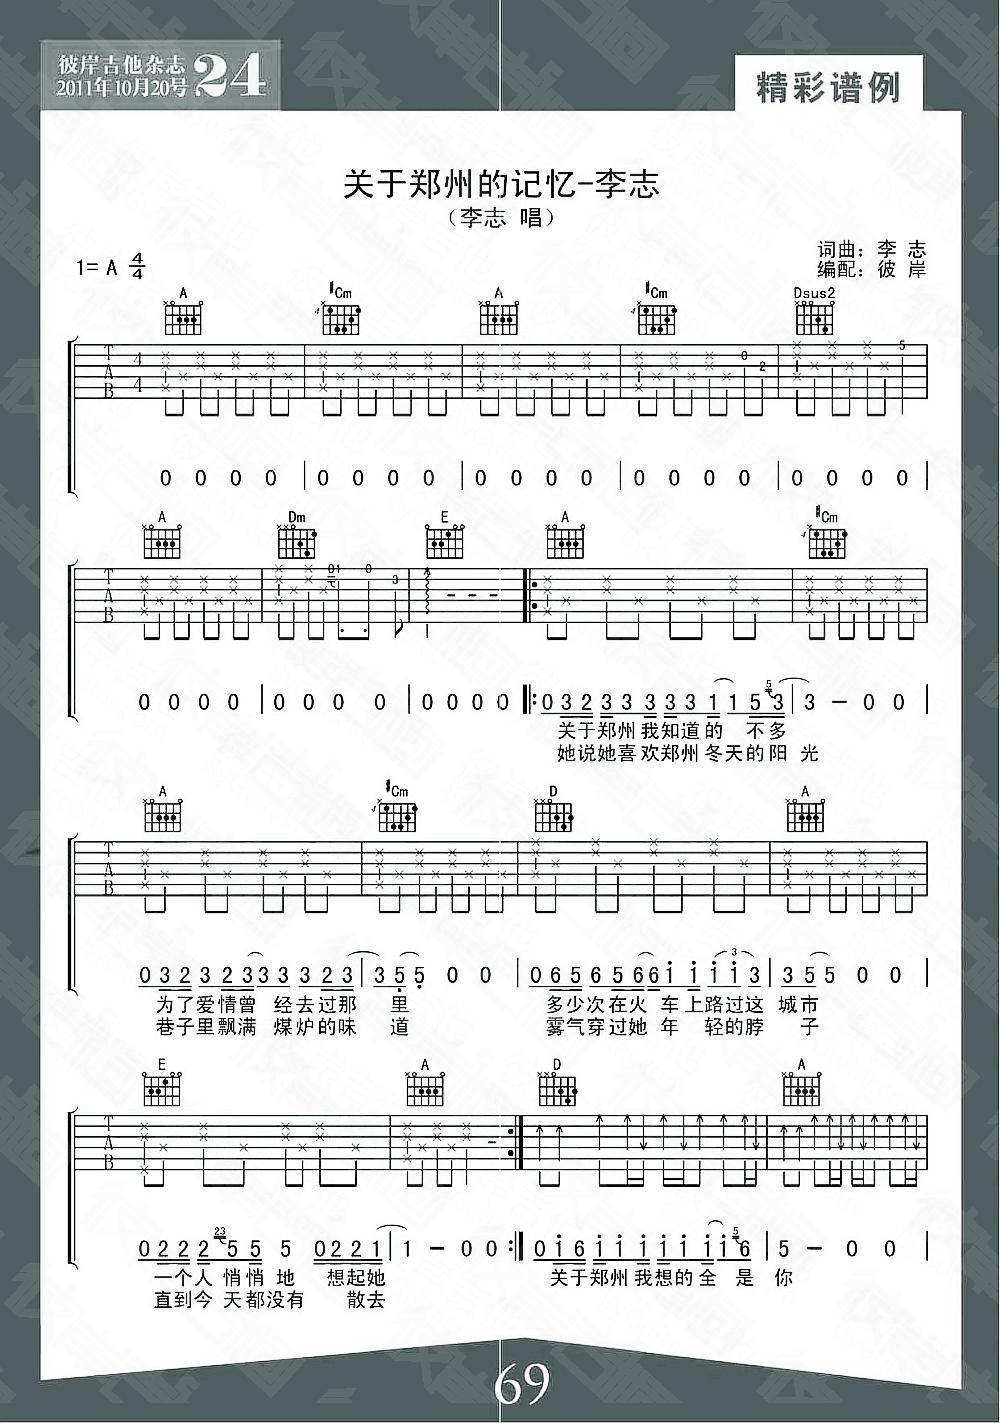 彼岸吉他杂志
2011年10月20号
24
精彩谱例
关于郑州的记忆-李志
（李志 唱）
1= A 4/4
词曲: 李 志
编配: 彼 岸
A #Cm A #Cm Dsus2
T 4
A 4
B
5
0 2
0 0 0 0 | 0 0 0 0 | 0 0 0 0 | 0 0 0 0 | 0 0 0 0 |
A Dm E A #Cm
T
A
B
01 0 3
0 0 0 0 | 0 0 0 0 | 0 0 0 0 |: 0 3 2 3 3 3 3 3 1 1 5 3 | 3 - 0 0
关于郑州我知道的 不多
她说她喜欢郑州冬天的阳 光
A #Cm D A
T
A
B
0 3 2 3 2 3 3 3 3 2 3 | 3 5 5 0 0 | 0 6 5 6 5 6 6 i i i i 3 | 3 5 5 0 0 |
为了爱情曾 经去过那 里 多少次在火 车上路过这 城市
巷子里飘满 煤炉的味 道 雾气穿过她 年 轻的脖 子
E A D A
T
A
B
0 2 2 2 2 23 5 5 5 0 2 2 1 | 1 - 0 0 :| 0 i 6 i i i i i i i i 6 | 5 - 0 0 |
一个人 悄悄 地 想起她 关于郑州我想的 全 是 你
直到今 天都没有 散去
69